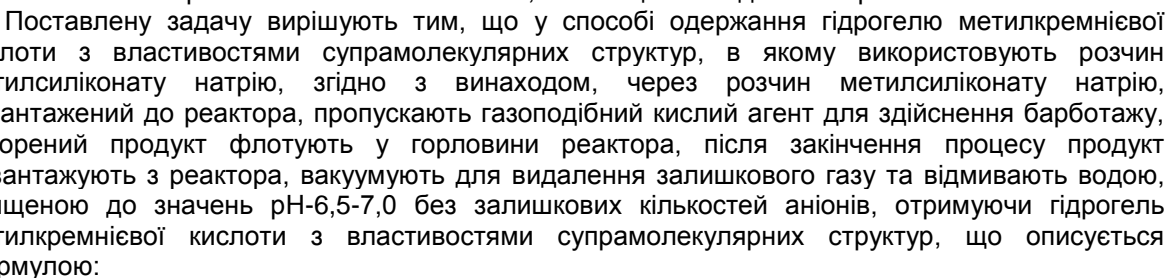 Поставлену задачу вирішують тим, що у способі одержання гідрогелю метилкремнієвої
лоти з властивостями супрамолекулярних структур, в якому використовують розчин
тилсиліконату натрію, згідно з винаходом, через розчин метилсиліконату натрію,
антажений до реактора, пропускають газоподібний кислий агент для здійснення барботажу,
орений продукт флотують у горловини реактора, після закінчення процесу продукт
вантажують з реактора, вакуумують для видалення залишкового газу та відмивають водою,
ищеною до значень рН-6,5-7,0 без залишкових кількостей аніонів, отримуючи гідрогель
тилкремнієвої кислоти з властивостями супрамолекулярних структур, що описується
рмулою: